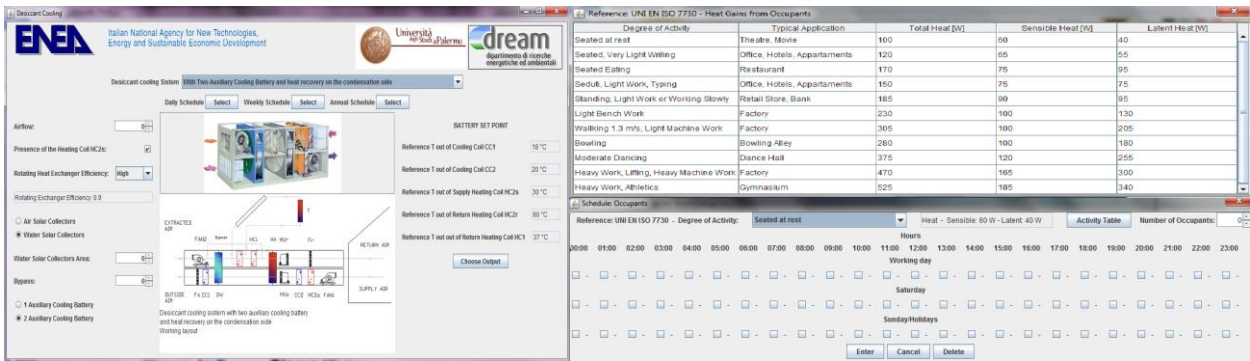 Desiccant Cooling
ENEA
Italian National Agency for New Technologies,
Energy and Sustainable Economic Development
Università
degli Studi di Palermo
dream
dipartimento di ricerche
energetiche ed ambientali
Desiccant cooling Sistem With Two Auxiliary Cooling Battery and heat recovery on the condensation side
Daily Schedule Select Weekly Schedule Select Annual Schedule Select
Airflow: 0
Presence of the Heating Coil HC2s:
Rotating Heat Exchanger Efficiency: High
Rotating Exchanger Efficiency: 0.9
Air Solar Collectors
Water Solar Collectors
Water Solar Collectors Area: 0
Bypass: 0
1 Auxiliary Cooling Battery
2 Auxiliary Cooling Battery
EXTRACTED
AIR
FAN2
HC1
RETURN AIR
OUTSIDE
AIR
CC1 DW
CC2
SUPPLY AIR
Desiccant cooling sistem with two auxiliary cooling battery
and heat recovery on the condensation side
Working layout
BATTERY SET POINT
Reference T out of Cooling Coil CC1 18 °C
Reference T out of Cooling Coil CC2 20 °C
Reference T out of Supply Heating Coil HC2s 30 °C
Reference T out of Return Heating Coil HC2r
Reference T out out of Return Heating Coil HC1 37 °C
Choose Output
Reference: UNI EN ISO 7730 - Heat Gains from Occupants
Degree of Activity Typical Application Total Heat [W] Sensible Heat [W] Latent Heat [W]
Seated at rest Theatre, Movie 100 60 40
Seated, Very Light Writing Office, Hotels, Appartaments 120 65 55
Seated Eating Restaurant 170 75 95
Seduti, Light Work, Typing Office, Hotels, Appartaments 150 75 75
Standing, Light Work or Working Slowly Retail Store, Bank 185 90 95
Light Bench Work Factory 230 100 130
Wallking 1.3 m/s, Light Machine Work Factory 305 100 205
Bowling Bowling Alley 280 100 180
Moderate Dancing Dance Hall 375 120 255
Heavy Work, Lifting, Heavy Machine Work Factory 470 165 300
Heavy Work, Athletics Gymnasium 525 185 340
Schedule: Occupants
Reference: UNI EN ISO 7730 - Degree of Activity: Seated at rest Heat - Sensible: 60 W - Latent: 40 W Activity Table Number of Occupants: 0
Hours
00:00 01:00 02:00 03:00 04:00 05:00 06:00 07:00 08:00 09:00 10:00 11:00 12:00 13:00 14:00 15:00 16:00 17:00 18:00 19:00 20:00 21:00 22:00 23:00
Working day
Saturday
Sunday/Holidays
Enter Cancel Delete